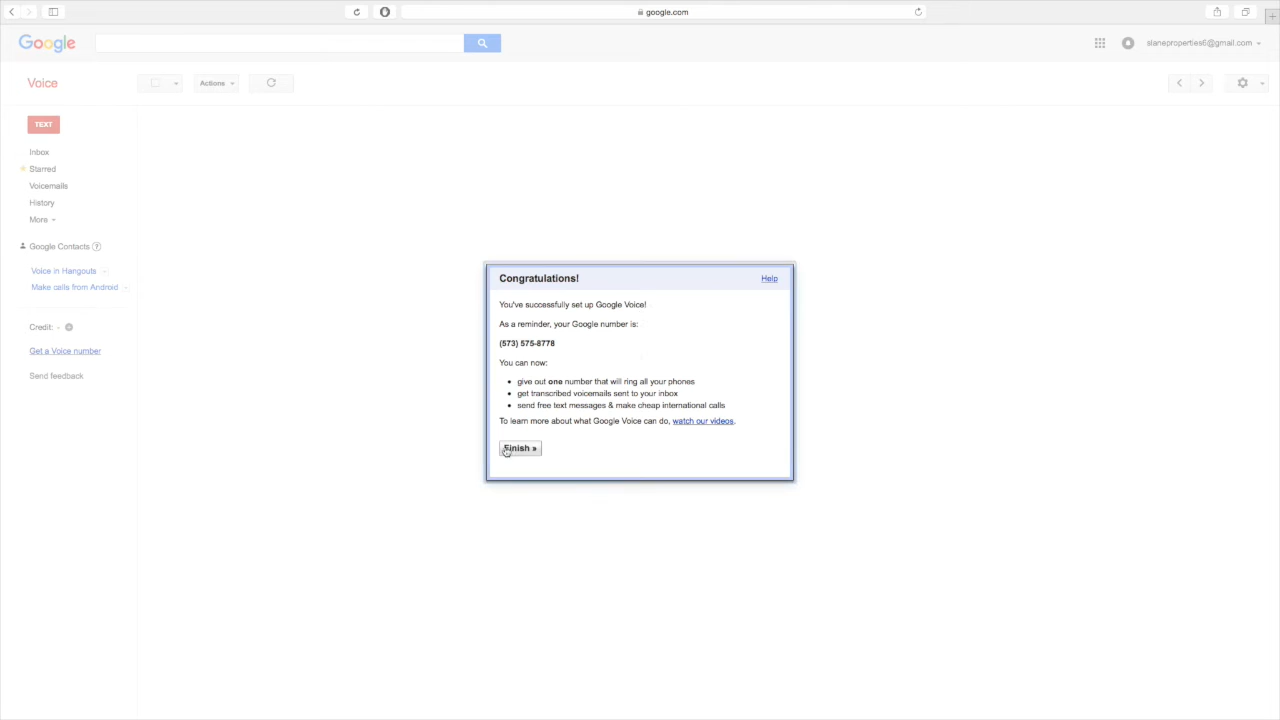 google.com
Google
slaneproperties6@gmail.com
Voice
Actions
TEXT
Inbox
Starred
Voicemails
History
More
Google Contacts ?
Voice in Hangouts
Make calls from Android
Credit: -
Get a Voice number
Send feedback
Congratulations!
Help
You've successfully set up Google Voice!
As a reminder, your Google number is:
(573) 575-8778
You can now:
• give out one number that will ring all your phones
• get transcribed voicemails sent to your inbox
• send free text messages & make cheap international calls
To learn more about what Google Voice can do, watch our videos.
Finish »